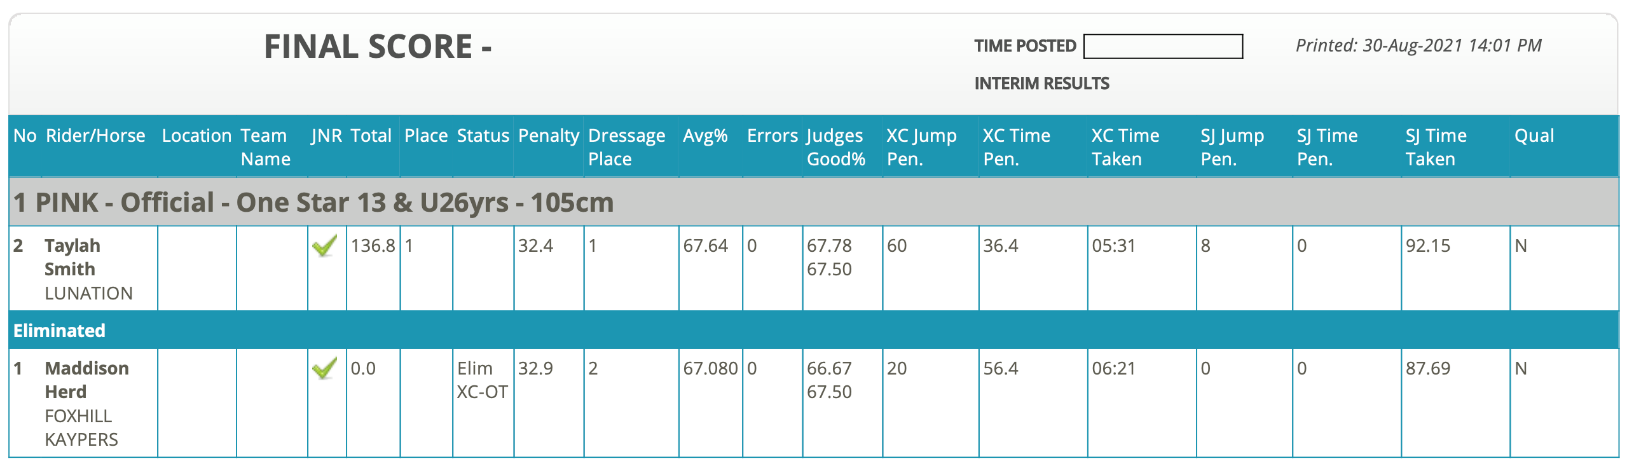 FINAL SCORE -
TIME POSTED
Printed: 30-Aug-2021 14:01 PM
INTERIM RESULTS
No Rider/Horse Location Team Name JNR Total Place Status Penalty Dressage Place Avg% Errors Judges Good% XC Jump Pen. XC Time Pen. XC Time Taken SJ Jump Pen. SJ Time Pen. SJ Time Taken Qual
1 PINK - Official - One Star 13 & U26yrs - 105cm
2 Taylah 136.8 1 32.4 1 67.64 0 67.78 60 36.4 05:31 8 0 92.15 N
Smith 67.50
LUNATION
Eliminated
1 Maddison 0.0 Elim 32.9 2 67.080 0 66.67 20 56.4 06:21 0 0 87.69 N
Herd XC-OT 67.50
FOXHILL
KAYPERS